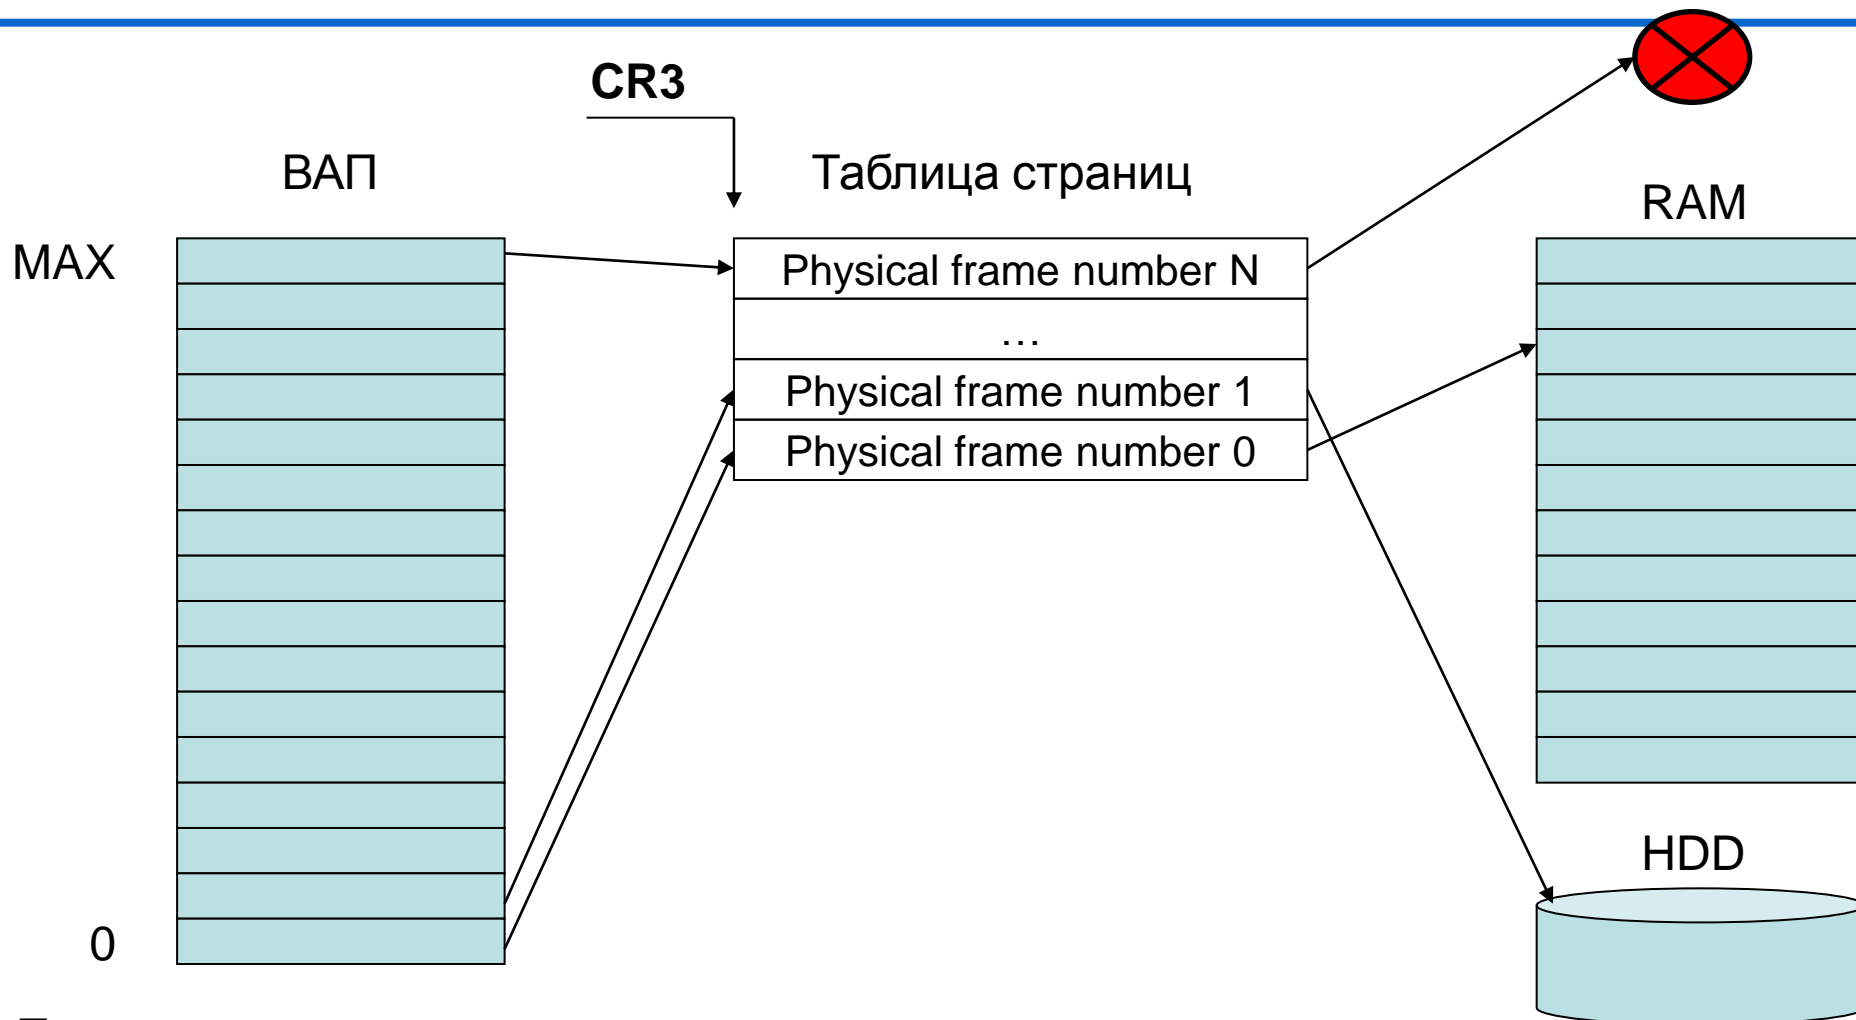 CR3
ВАП
Таблица страниц
RAM
MAX
Physical frame number N
...
Physical frame number 1
Physical frame number 0
HDD
0